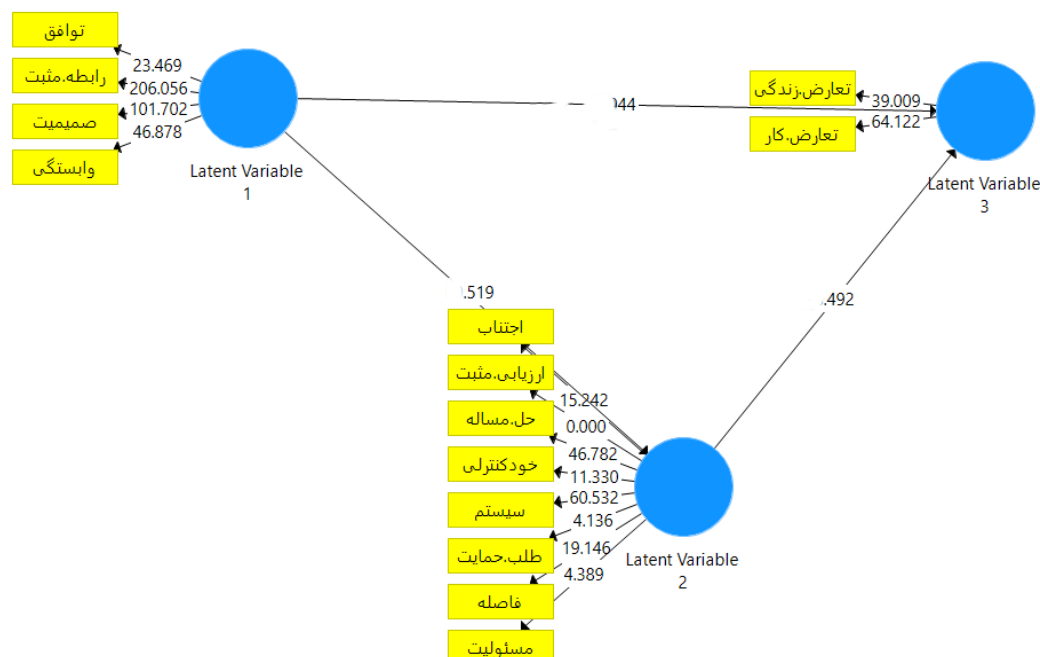 توافق
رابطه.مثبت
صمیمیت
وابستگی
23.469
206.056
101.702
46.878
Latent Variable
1
تعارض.زندگی
تعارض.کار
39.009
64.122
Latent Variable
3
اجتناب
ارزیابی.مثبت
حل.مساله
خودکنترلی
سیستم
طلب.حمایت
فاصله
مسئولیت
15.242
0.000
46.782
11.330
60.532
4.136
19.146
4.389
Latent Variable
2